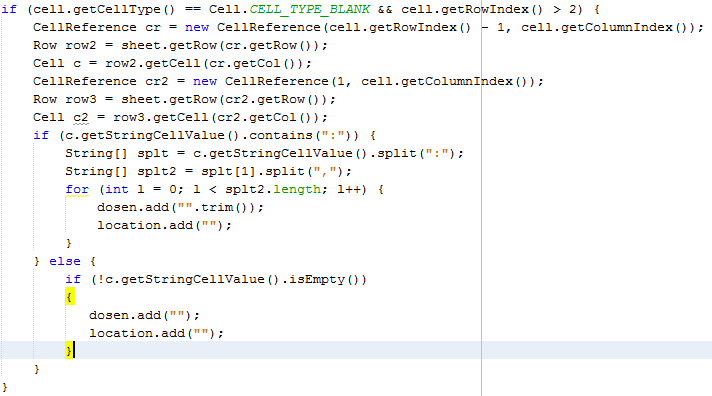 if (cell.getCellType() == Cell.CELL_TYPE_BLANK && cell.getRowIndex() > 2) {
    CellReference cr = new CellReference(cell.getRowIndex() - 1, cell.getColumnIndex());
    Row row2 = sheet.getRow(cr.getRow());
    Cell c = row2.getCell(cr.getCol());
    CellReference cr2 = new CellReference(1, cell.getColumnIndex());
    Row row3 = sheet.getRow(cr2.getRow());
    Cell c2 = row3.getCell(cr2.getCol());
    if (c.getStringCellValue().contains(":")) {
        String[] splt = c.getStringCellValue().split(":");
        String[] splt2 = splt[1].split(",");
        for (int l = 0; l < splt2.length; l++) {
            dosen.add("".trim());
            location.add("");
        }
    } else {
        if (!c.getStringCellValue().isEmpty())
        {
           dosen.add("");
           location.add("");
        }
    }
}